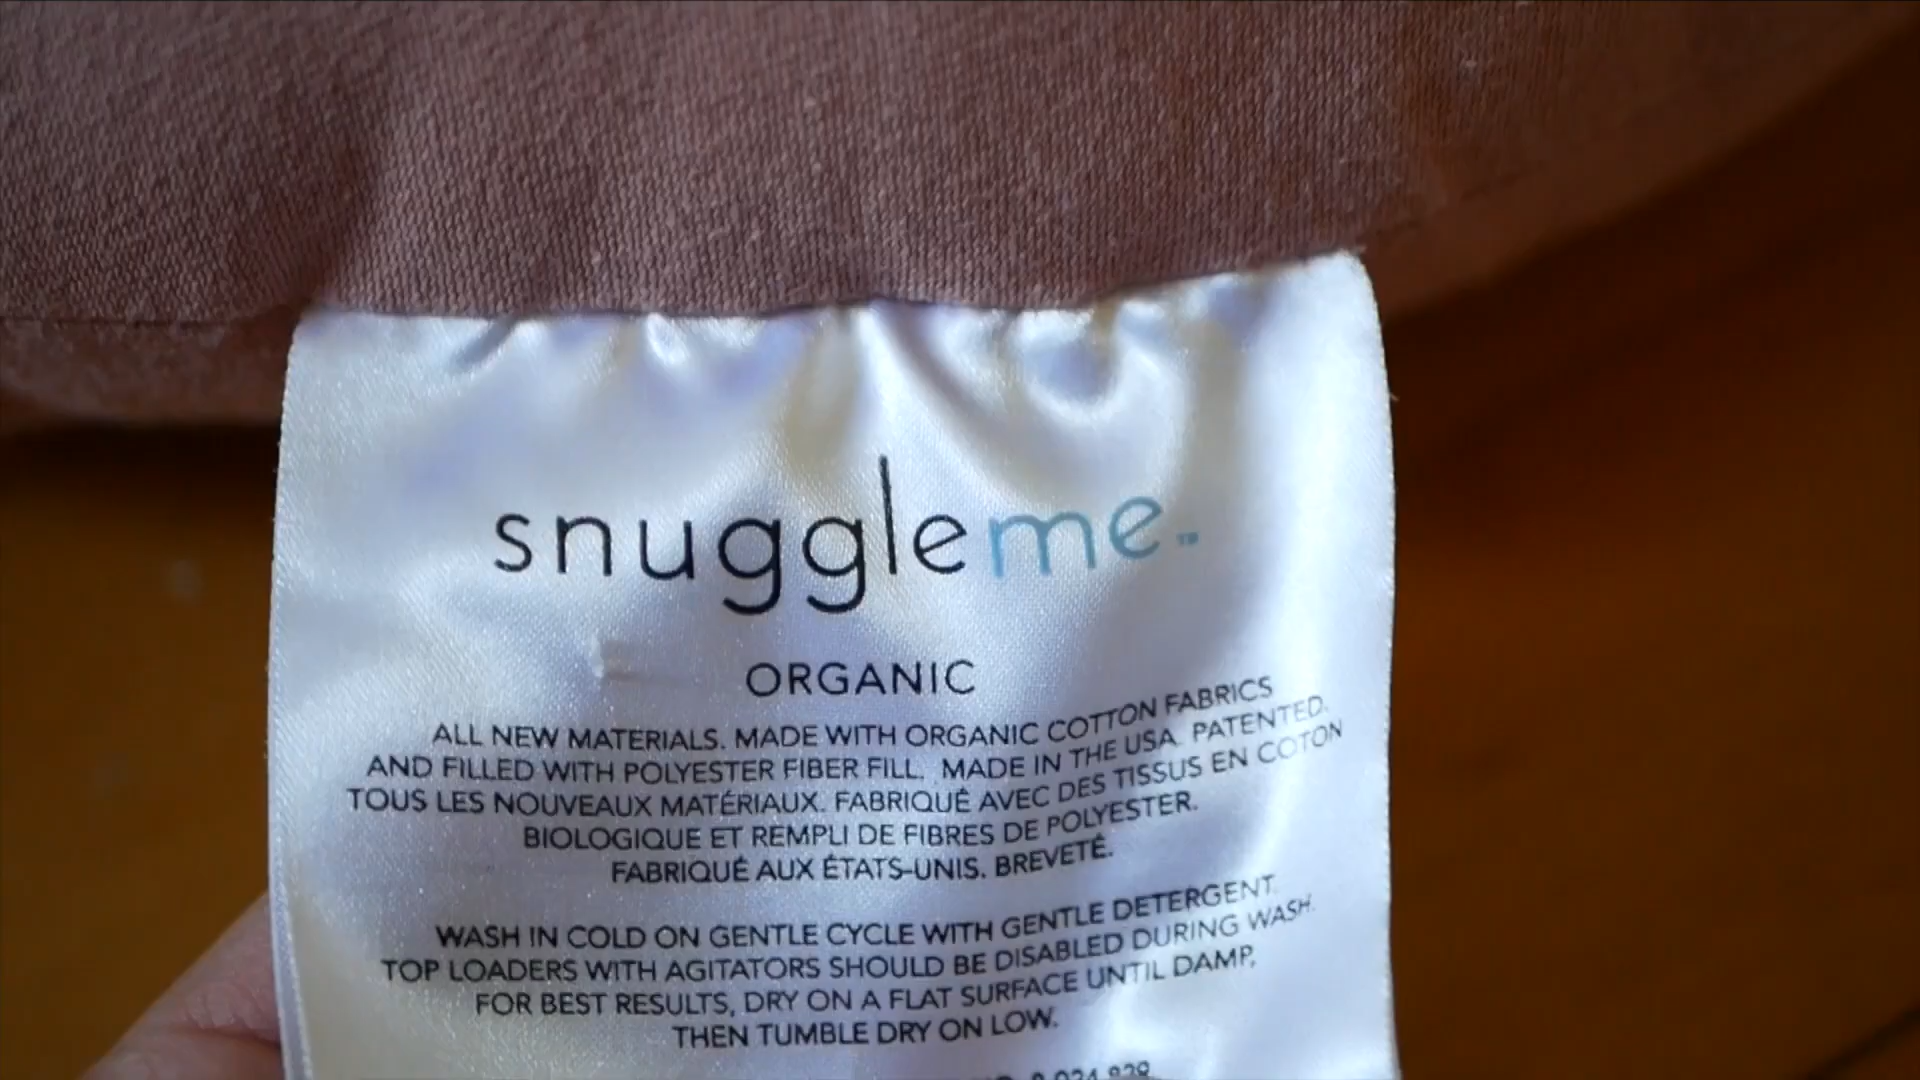 snuggleme.™
ORGANIC
ALL NEW MATERIALS. MADE WITH ORGANIC COTTON FABRICS
AND FILLED WITH POLYESTER FIBER FILL. MADE IN THE USA. PATENTED.
TOUS LES NOUVEAUX MATÉRIAUX. FABRIQUÉ AVEC DES TISSUS EN COTON
BIOLOGIQUE ET REMPLI DE FIBRES DE POLYESTER.
FABRIQUÉ AUX ÉTATS-UNIS. BREVETÉ.
WASH IN COLD ON GENTLE CYCLE WITH GENTLE DETERGENT.
TOP LOADERS WITH AGITATORS SHOULD BE DISABLED DURING WASH.
FOR BEST RESULTS, DRY ON A FLAT SURFACE UNTIL DAMP,
THEN TUMBLE DRY ON LOW.